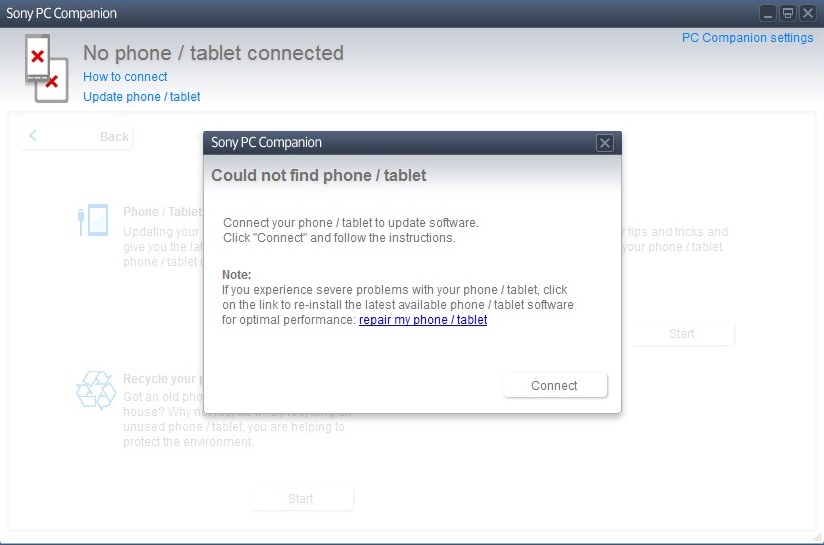 Sony PC Companion
PC Companion settings
No phone / tablet connected
How to connect
Update phone / tablet
Back
Phone / Tablet
Updating your
give you the
phone / tablet
tips and tricks and
your phone / tablet.
Start
Sony PC Companion
Could not find phone / tablet
Connect your phone / tablet to update software.
Click "Connect" and follow the instructions.
Note:
If you experience severe problems with your phone / tablet, click
on the link to re-install the latest available phone / tablet software
for optimal performance: repair my phone / tablet
Connect
Recycle your
Got an old
house? Why
unused phone / tablet, you are helping to
protect the environment.
Start